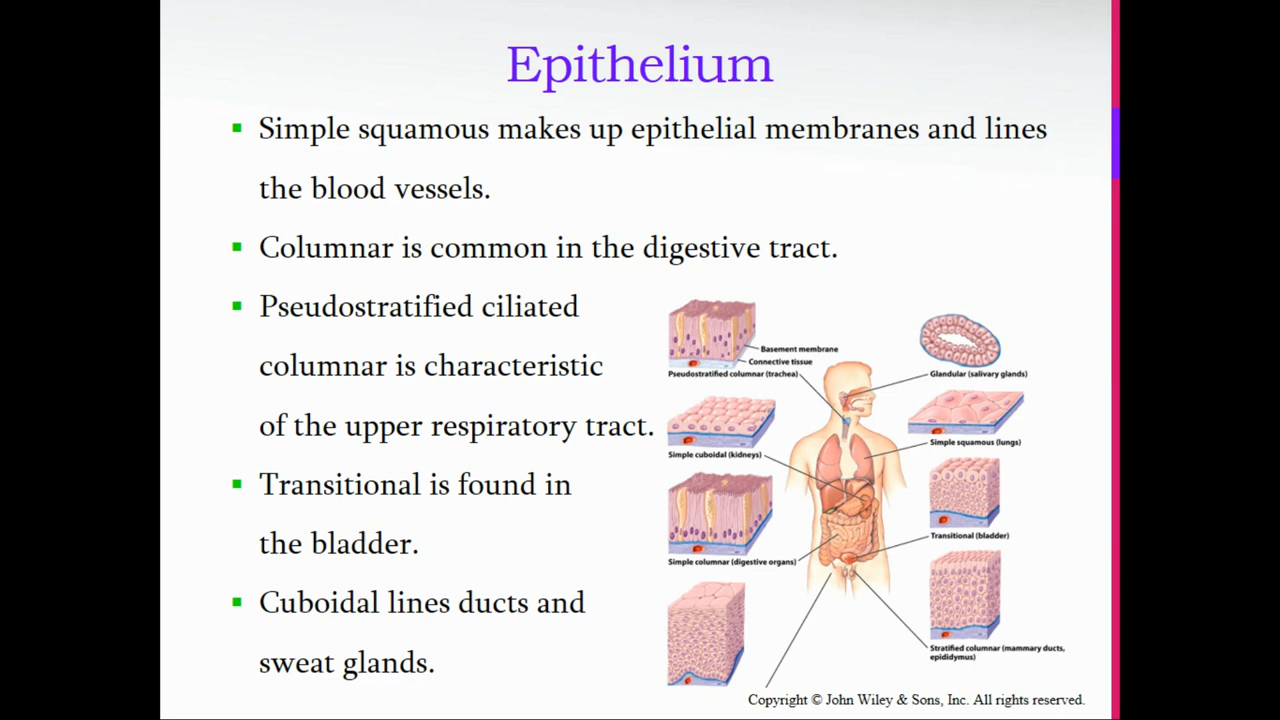 Epithelium
Simple squamous makes up epithelial membranes and lines
the blood vessels.
Columnar is common in the digestive tract.
Pseudostratified ciliated
columnar is characteristic
of the upper respiratory tract.
Transitional is found in
the bladder.
Cuboidal lines ducts and
sweat glands.
Basement membrane
Connective tissue
Pseudostratified columnar (trachea)
Simple cuboidal (kidneys)
Simple columnar (digestive organs)
Glandular (salivary glands)
Simple squamous (lungs)
Transitional (bladder)
Stratified columnar (mammary ducts,
epididymus)
Copyright © John Wiley & Sons, Inc. All rights reserved.